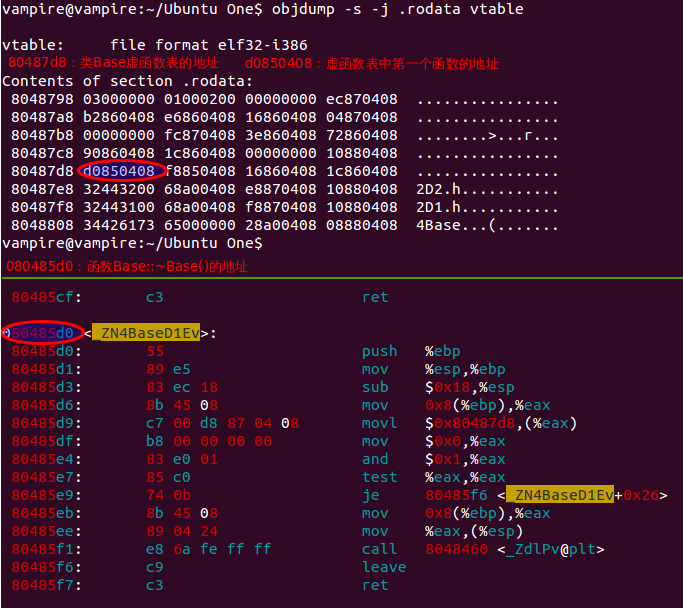 vampire@vampire:~/Ubuntu One$ objdump -s -j .rodata vtable
vtable:     file format elf32-i386
80487d8：类Base虚函数表的地址    d0850408：虚函数表中第一个函数的地址
Contents of section .rodata:
 8048798 03000000 01000200 00000000 ec870408  ................
 80487a8 b2860408 e6860408 16860408 04870408  ................
 80487b8 00000000 fc870408 3e860408 72860408  ........>...r...
 80487c8 90860408 1c860408 00000000 10880408  ................
 80487d8 d0850408 f8850408 16860408 1c860408  ................
 80487e8 32443200 68a00408 e8870408 10880408  2D2.h...........
 80487f8 32443100 68a00408 f8870408 10880408  2D1.h...........
 8048808 34426173 65000000 28a00408 08880408  4Base...(.......
vampire@vampire:~/Ubuntu One$
080485d0：函数Base::~Base()的地址
 80485cf:       c3                      ret
080485d0 <_ZN4BaseD1Ev>:
 80485d0:       55                      push   %ebp
 80485d1:       89 e5                   mov    %esp,%ebp
 80485d3:       83 ec 18                sub    $0x18,%esp
 80485d6:       8b 45 08                mov    0x8(%ebp),%eax
 80485d9:       c7 00 d8 87 04 08       movl   $0x80487d8,(%eax)
 80485df:       b8 00 00 00 00          mov    $0x0,%eax
 80485e4:       83 e0 01                and    $0x1,%eax
 80485e7:       85 c0                   test   %eax,%eax
 80485e9:       74 0b                   je     80485f6 <_ZN4BaseD1Ev+0x26>
 80485eb:       8b 45 08                mov    0x8(%ebp),%eax
 80485ee:       89 04 24                mov    %eax,(%esp)
 80485f1:       e8 6a fe ff ff          call   8048460 <_ZdlPv@plt>
 80485f6:       c9                      leave
 80485f7:       c3                      ret